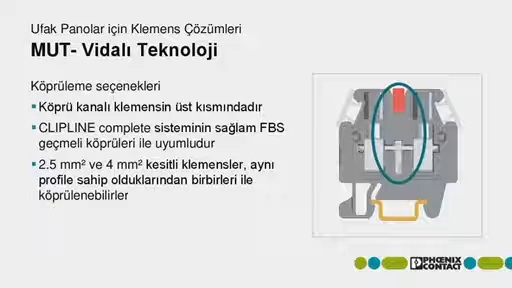 Ufak Panolar için Klemens Çözümleri
MUT- Vidalı Teknoloji
Köprüleme seçenekleri
Köprü kanalı klemensin üst kısmındadır
CLIPLINE complete sisteminin sağlam FBS
geçmeli köprüleri ile uyumludur
2.5 mm² ve 4 mm² kesitli klemensler, aynı
profile sahip olduklarından birbirleri ile
köprülenebilirler
PHŒNIX
CONTACT